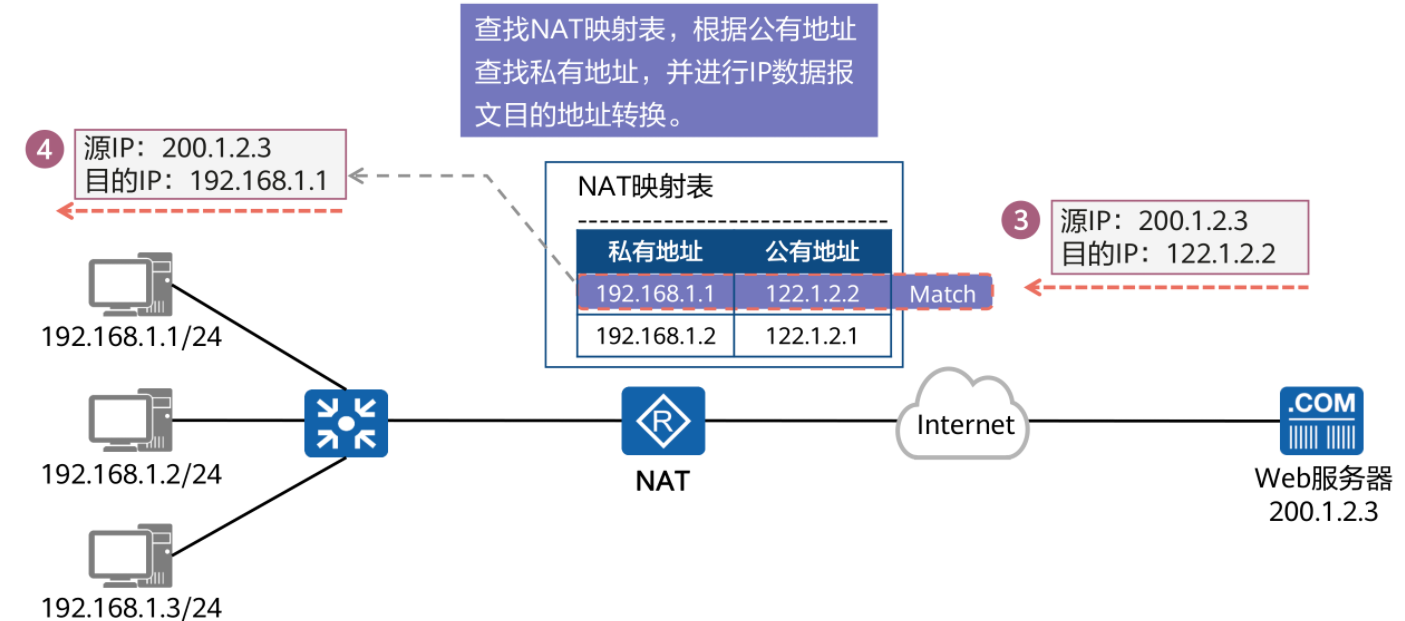 查找NAT映射表，根据公有地址
查找私有地址，并进行IP数据报
文目的地址转换。
4
源IP：200.1.2.3
目的IP：192.168.1.1
NAT映射表
私有地址 公有地址
192.168.1.1 122.1.2.2 Match
192.168.1.2 122.1.2.1
3
源IP：200.1.2.3
目的IP：122.1.2.2
192.168.1.1/24
192.168.1.2/24
192.168.1.3/24
R
NAT
Internet
.COM
Web服务器
200.1.2.3